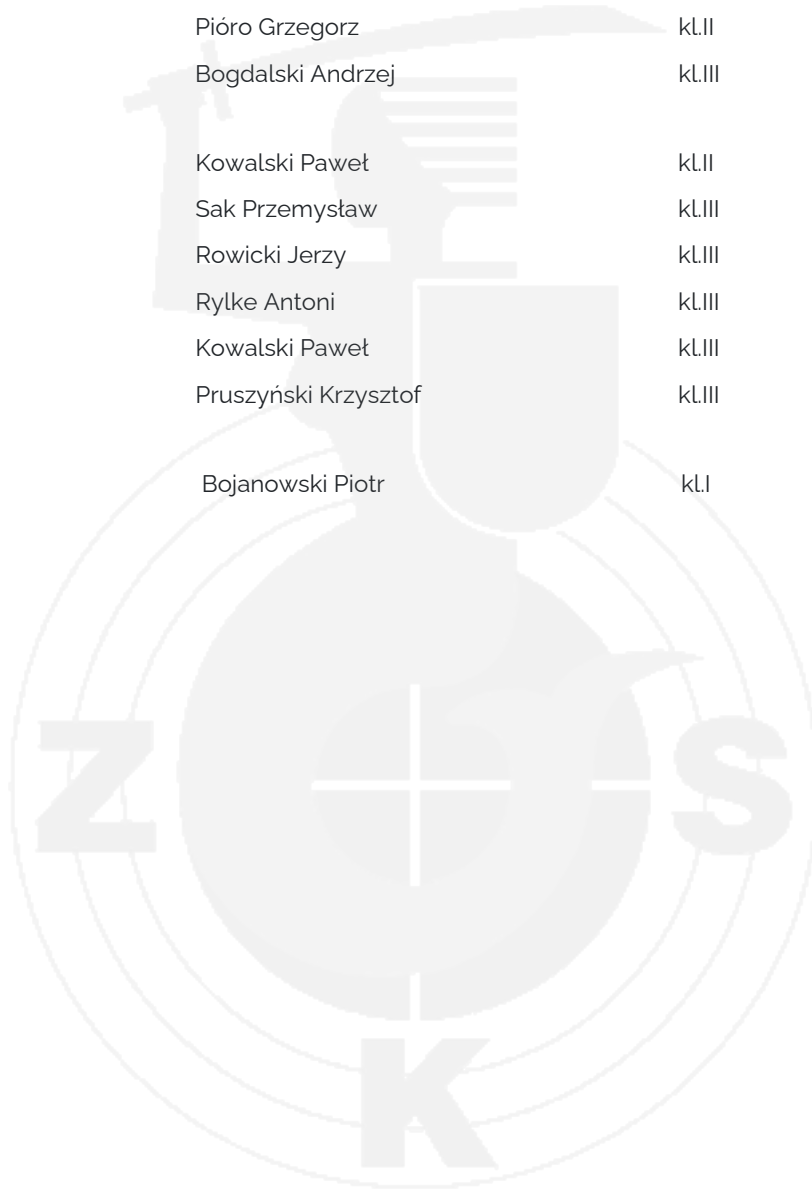 Pióro Grzegorz kl.II
Bogdalski Andrzej kl.III
Kowalski Paweł kl.II
Sak Przemysław kl.III
Rowicki Jerzy kl.III
Rylke Antoni kl.III
Kowalski Paweł kl.III
Pruszyński Krzysztof kl.III
Bojanowski Piotr kl.I
Z S
K